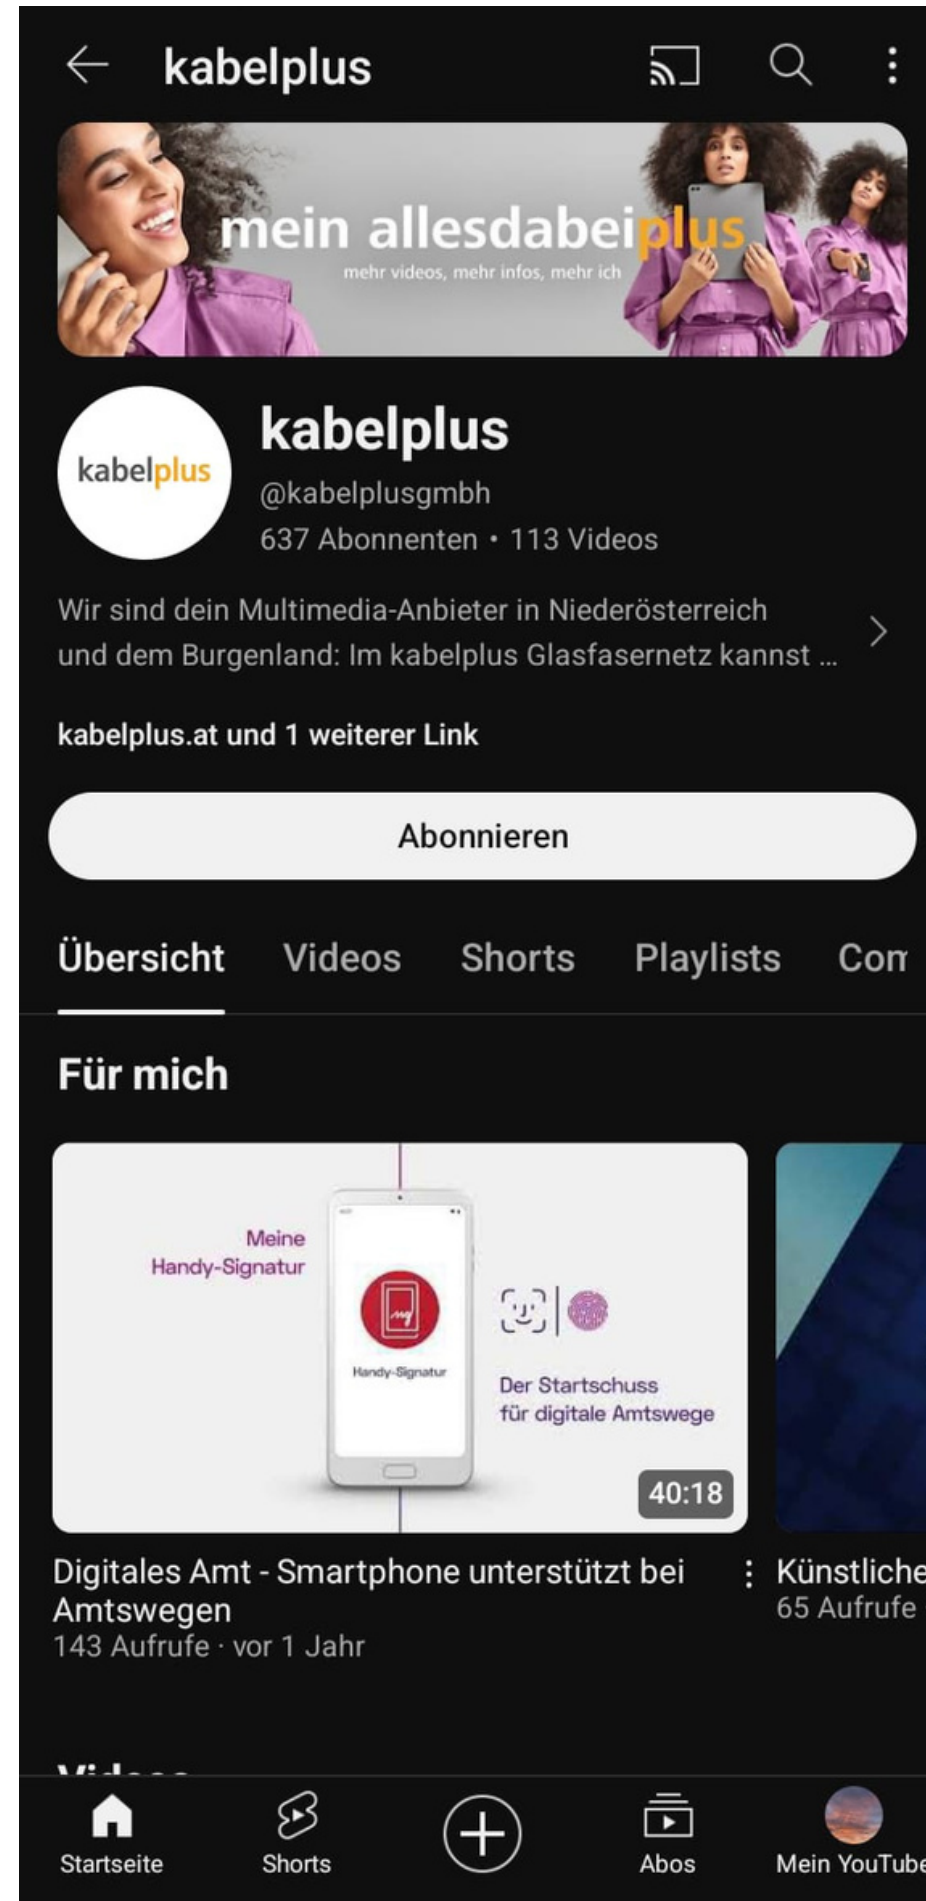 kabelplus
mein allesdabeiplus
mehr videos, mehr infos, mehr ich
kabelplus
kabelplus
@kabelplusgmbh
637 Abonnenten • 113 Videos
Wir sind dein Multimedia-Anbieter in Niederösterreich
und dem Burgenland: Im kabelplus Glasfasernetz kannst ...
kabelplus.at und 1 weiterer Link
Abonnieren
Übersicht Videos Shorts Playlists Com
Für mich
Meine
Handy-Signatur
Handy-Signatur
Der Startschuss
für digitale Amtswege
40:18
Digitales Amt - Smartphone unterstützt bei
Amtswegen
143 Aufrufe · vor 1 Jahr
Künstliche
65 Aufrufe
Videos
Startseite Shorts Abos Mein YouTube